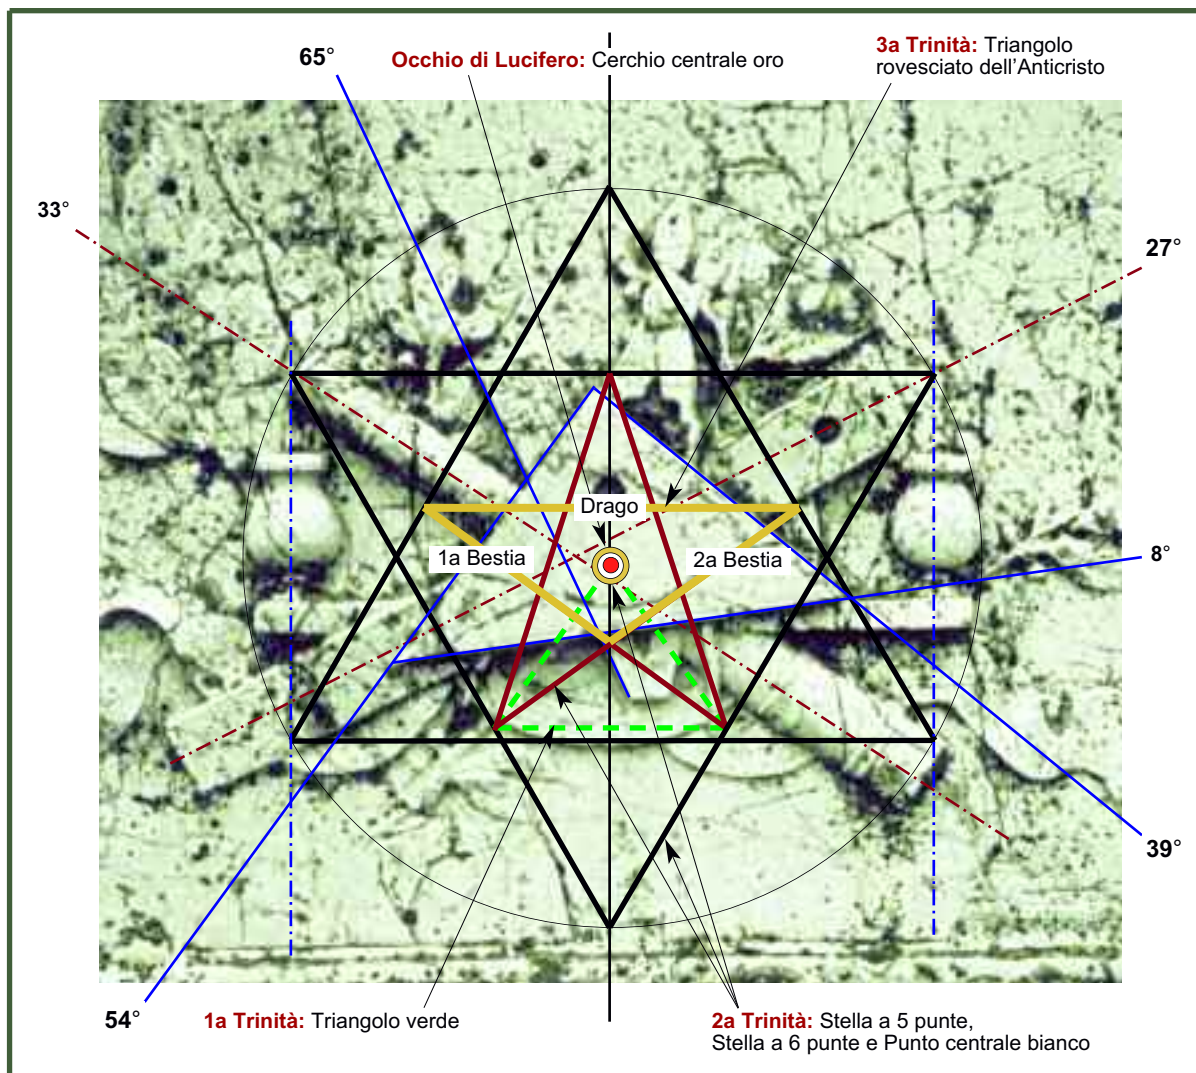 65°
Occhio di Lucifero: Cerchio centrale oro
3a Trinità: Triangolo
rovesciato dell'Anticristo
33°
27°
Drago
1a Bestia
2a Bestia
8°
39°
54°
1a Trinità: Triangolo verde
2a Trinità: Stella a 5 punte,
Stella a 6 punte e Punto centrale bianco